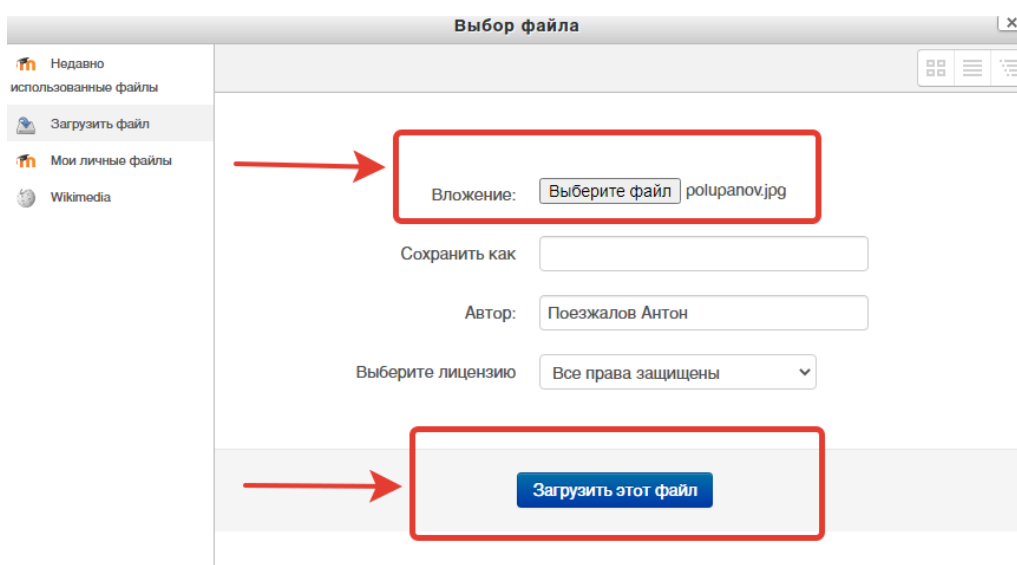 Выбор файла
Недавно
использованные файлы
Загрузить файл
Мои личные файлы
Wikimedia
Вложение: Выберите файл polupanov.jpg
Сохранить как
Автор: Поезжалов Антон
Выберите лицензию Все права защищены
Загрузить этот файл